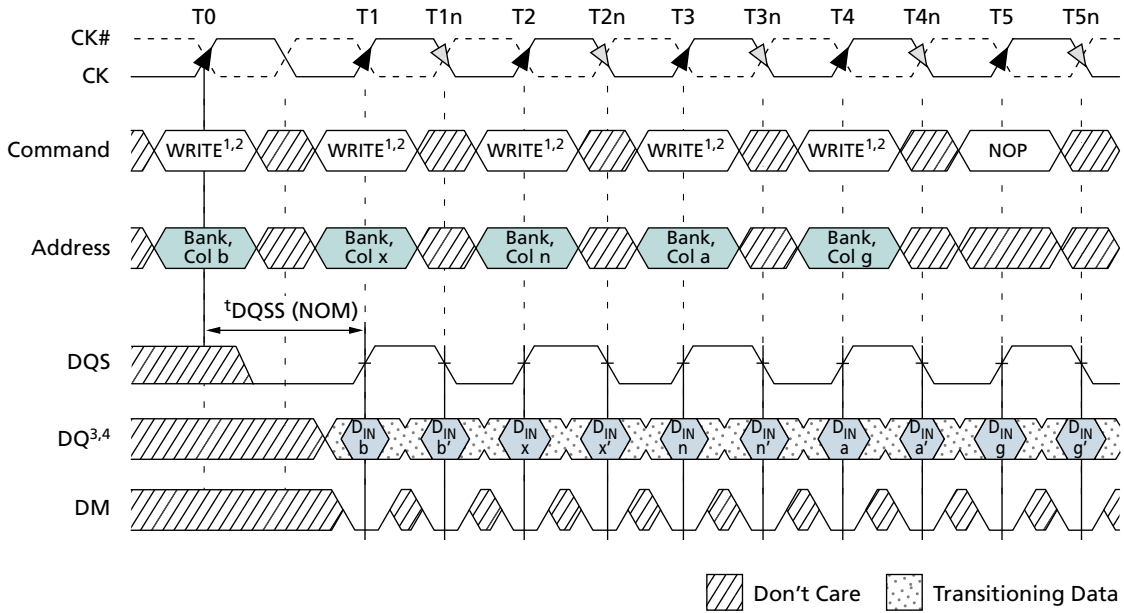 T0 T1 T1n T2 T2n T3 T3n T4 T4n T5 T5n
CK#
CK
Command WRITE1,2 WRITE1,2 WRITE1,2 WRITE1,2 WRITE1,2 NOP
Address Bank, Col b Bank, Col x Bank, Col n Bank, Col a Bank, Col g
tDQSS (NOM)
DQS
DQ3,4 DIN b DIN b' DIN x DIN x' DIN n DIN n' DIN a DIN a' DIN g DIN g'
DM
Don't Care Transitioning Data